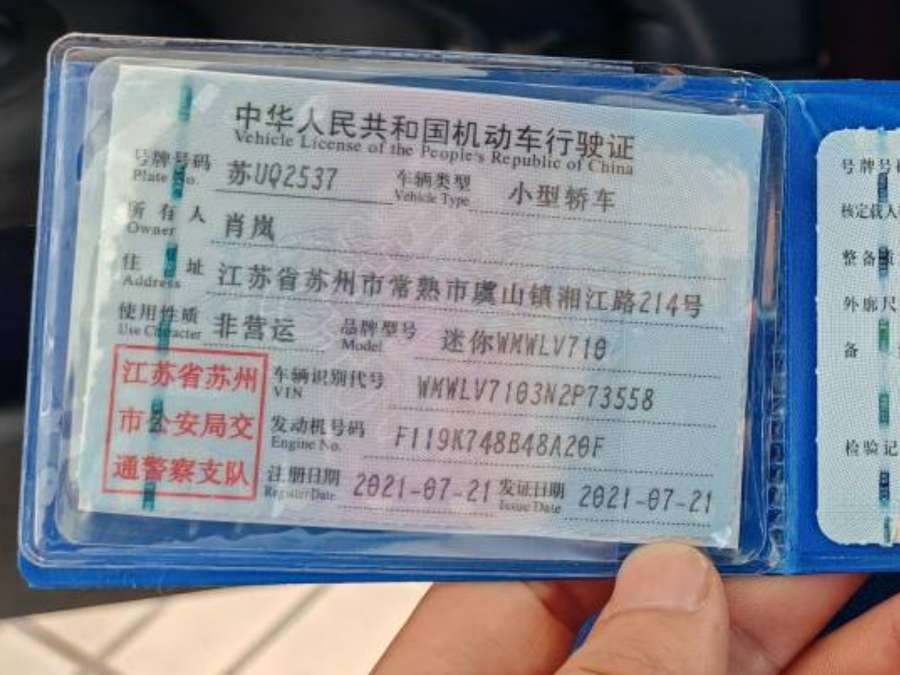 中华人民共和国机动车行驶证
Vehicle License of the People's Republic of China
号牌号码 苏UQ2537 车辆类型 小型轿车
Plate No. Vehicle Type
所有人 肖岚
Owner
住址 江苏省苏州市常熟市虞山镇湘江路214号
Address
使用性质 非营运 品牌型号 迷你WMWLV710
Use Character Model
江苏省苏州
市公安局交
通警察支队
车辆识别代号 WMWLV7103N2P73558
VIN
发动机号码 F119K748B48A20F
Engine No.
注册日期 2021-07-21 发证日期 2021-07-21
Register Date Issue Date
号牌号
核定载人
整备质
外廓尺
备
检验记